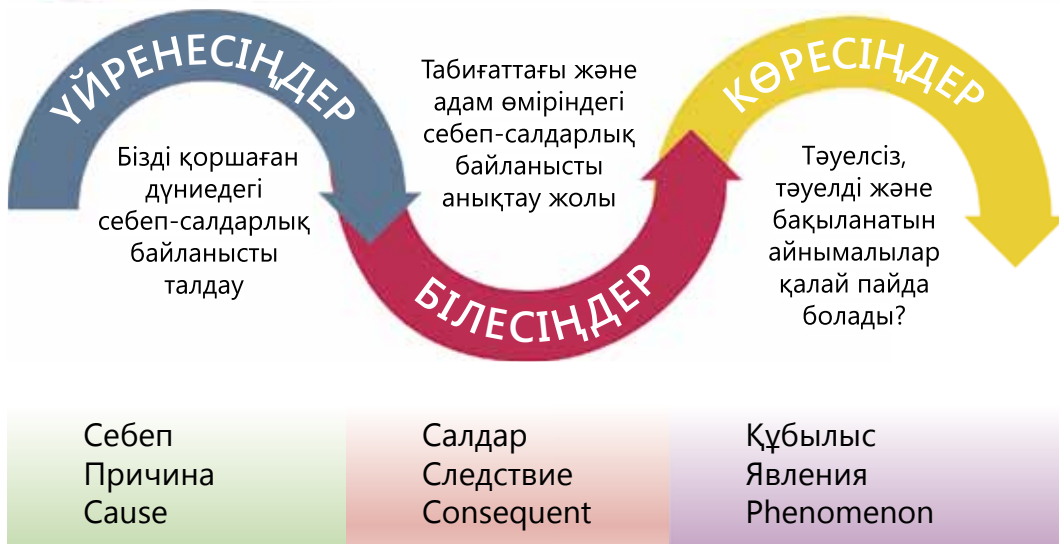 ҮЙРЕНЕСІҢДЕР
Бізді қоршаған
дүниедегі
себеп-салдарлық
байланысты
талдау
Табиғаттағы және
адам өміріндегі
себеп-салдарлық
байланысты
анықтау жолы
БІЛЕСІҢДЕР
КӨРЕСІҢДЕР
Тәуелсіз,
тәуелді және
бақыланатын
айнымалылар
қалай пайда
болады?
Себеп
Причина
Cause
Салдар
Следствие
Consequent
Құбылыс
Явления
Phenomenon